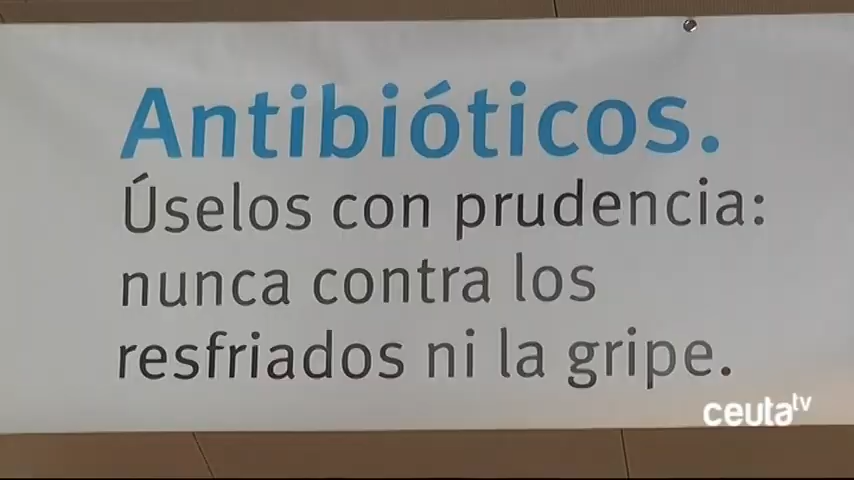 Antibióticos.
Úselos con prudencia:
nunca contra los
resfriados ni la gripe.
ceuta tv